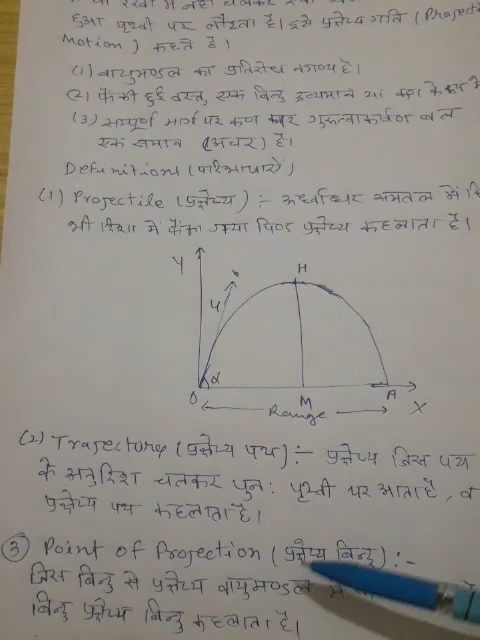 हुआ पृथ्वी पर लौटता है। इसे प्रक्षेप्य गति (Project
Motion) कहते है।
(1) वायुमण्डल का प्रतिरोध नगण्य है।
(2) फेंकी हुई वस्तु, एक बिन्दु द्रव्यमान या कण के रूप में
(3) सम्पूर्ण मार्ग पर कण पर गुरुत्वाकर्षण बल
एक समान (अचर) है।
Definitions (परिभाषाएँ)
(1) Projectile (प्रक्षेप्य) :- उर्ध्वाधर समतल में कि
भी दिशा में फेंका गया पिण्ड प्रक्षेप्य कहलाता है।
Y
H
u
α
O
M
A
X
Range
(2) Trajectory (प्रक्षेप्य पथ) :- प्रक्षेप्य जिस पथ
के अनुदिश चलकर पुनः पृथ्वी पर आता है, व
प्रक्षेप्य पथ कहलाता है।
(3) Point of Projection (प्रक्षेप्य बिन्दु) :-
जिस बिन्दु से प्रक्षेप्य वायुमण्डल में
बिन्दु प्रक्षेप्य बिन्दु कहलाता है।